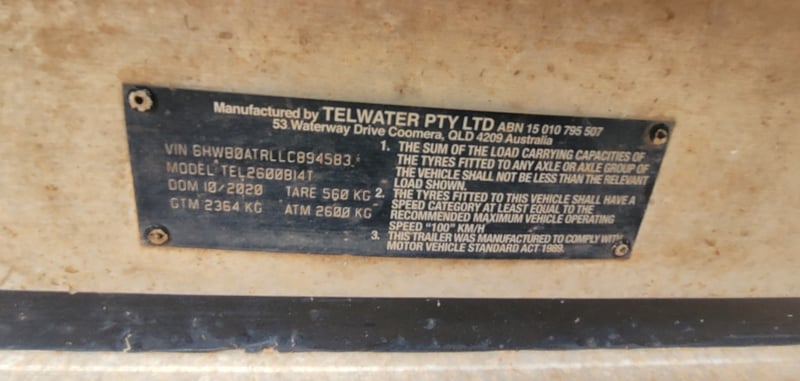 Manufactured by TELWATER PTY LTD ABN 15 010 795 507
53 Waterway Drive Coomera, QLD 4209 Australia
VIN 6HWB0ATRLLC894583
MODEL TEL2600B14T
DOM 10/2020 TARE 560 KG
GTM 2364 KG ATM 2600 KG
1. THE SUM OF THE LOAD CARRYING CAPACITIES OF
THE TYRES FITTED TO ANY AXLE OR AXLE GROUP OF
THE VEHICLE SHALL NOT BE LESS THAN THE RELEVANT
LOAD SHOWN.
2. THE TYRES FITTED TO THIS VEHICLE SHALL HAVE A
SPEED CATEGORY AT LEAST EQUAL TO THE
RECOMMENDED MAXIMUM VEHICLE OPERATING
SPEED "100" KM/H
3. THIS TRAILER WAS MANUFACTURED TO COMPLY WITH
MOTOR VEHICLE STANDARD ACT 1989.